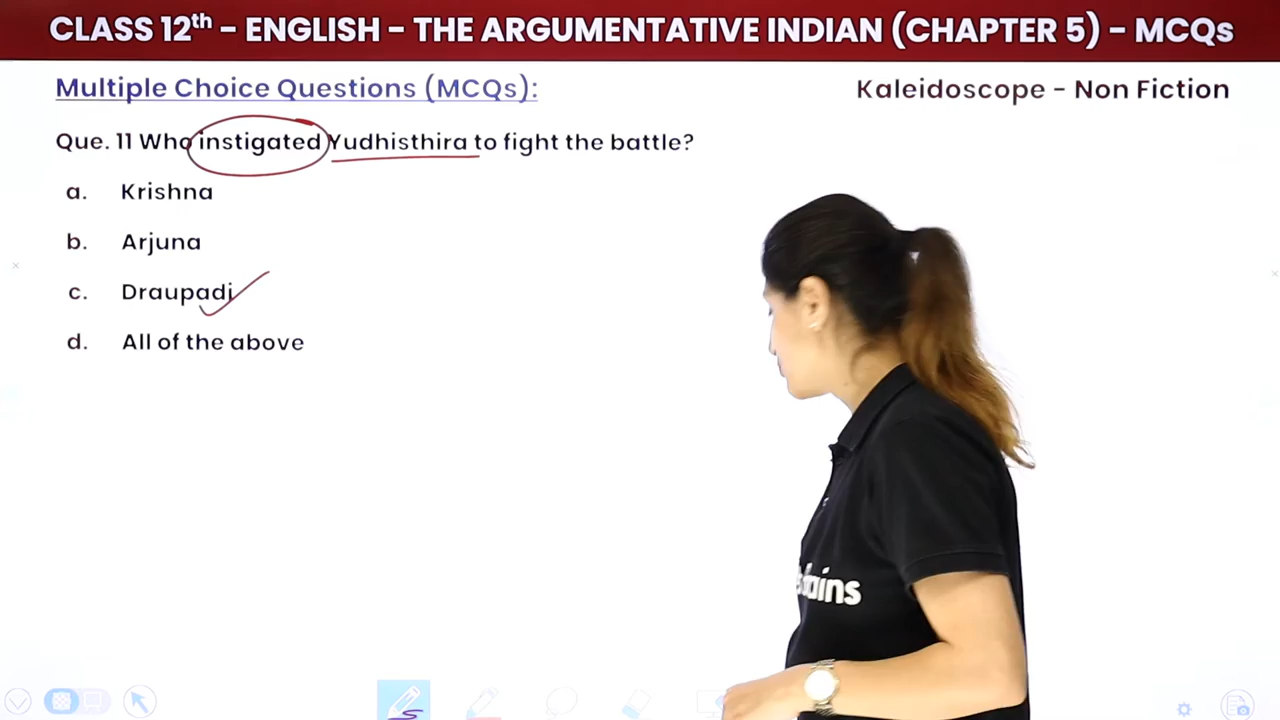 CLASS 12th - ENGLISH - THE ARGUMENTATIVE INDIAN (CHAPTER 5) - MCQs
Multiple Choice Questions (MCQs):
Kaleidoscope - Non Fiction
Que. 11 Who instigated Yudhisthira to fight the battle?
a. Krishna
b. Arjuna
c. Draupadi
d. All of the above